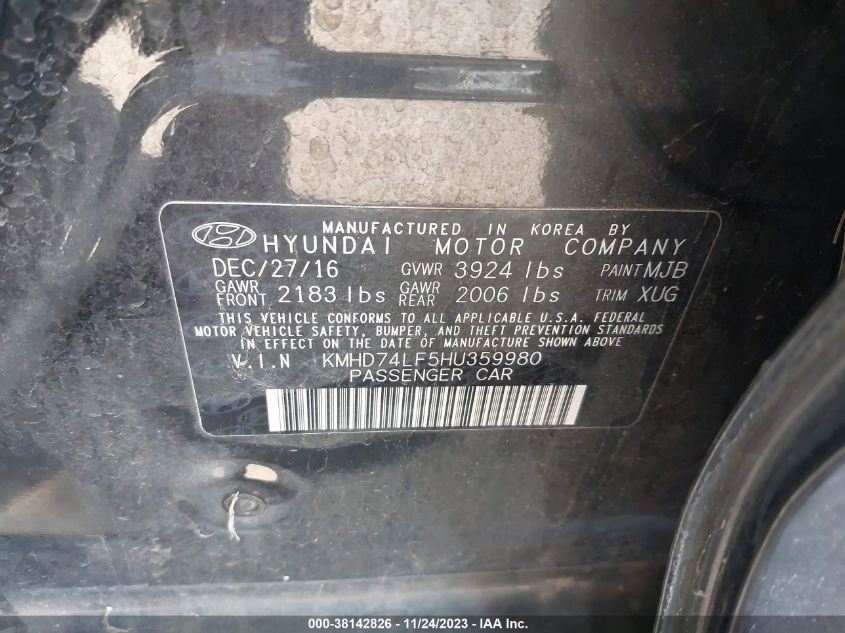 MANUFACTURED IN KOREA BY
HYUNDAI MOTOR COMPANY
DEC/27/16 GVWR 3924 lbs PAINT MJB
GAWR FRONT 2183 lbs GAWR REAR 2006 lbs TRIM XUG
THIS VEHICLE CONFORMS TO ALL APPLICABLE U.S.A. FEDERAL
MOTOR VEHICLE SAFETY, BUMPER, AND THEFT PREVENTION STANDARDS
IN EFFECT ON THE DATE OF MANUFACTURE SHOWN ABOVE
V.I.N KMHD74LF5HU359980
PASSENGER CAR
000-38142826 - 11/24/2023 - IAA Inc.